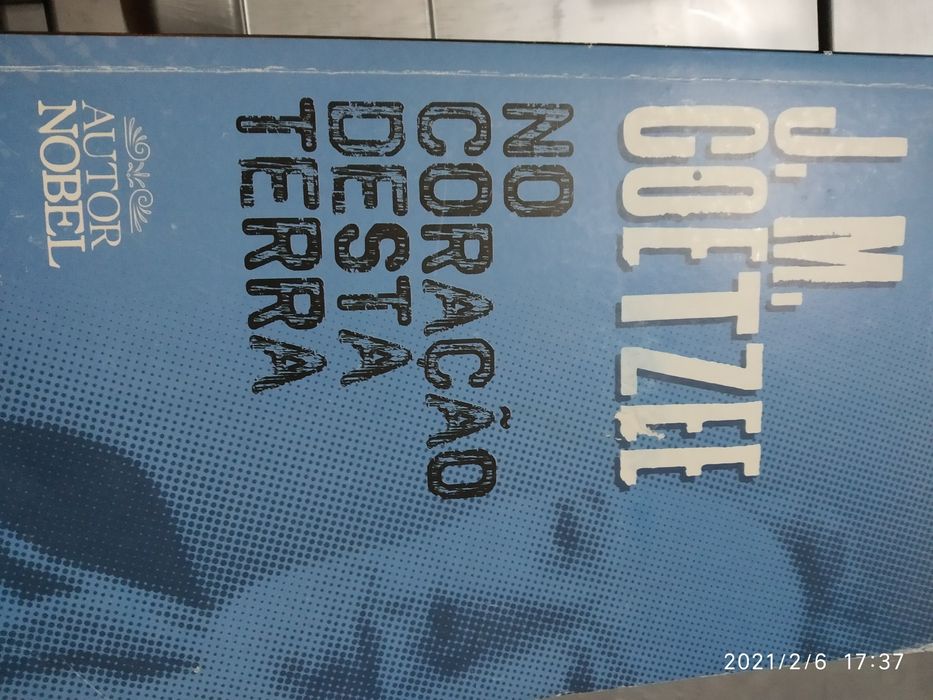 J. M.
COETZEE
NO
CORAÇÃO
DESTA
TERRA
AUTOR
NOBEL
2021/2/6 17:37